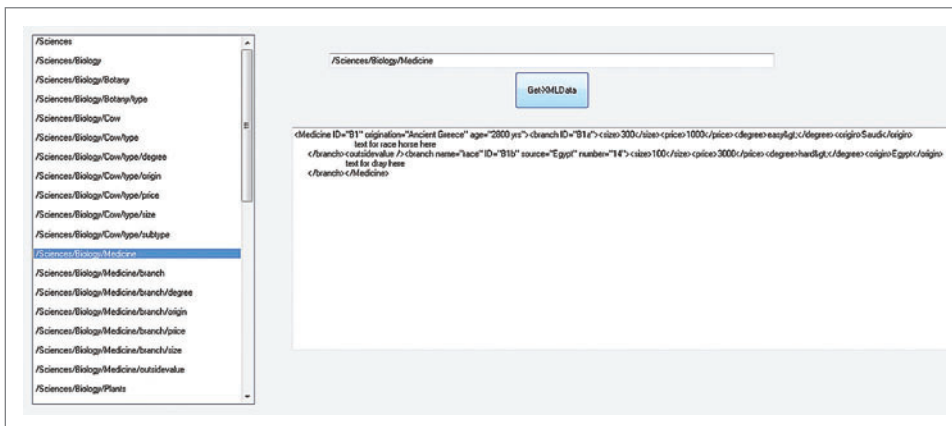 /Sciences
/Sciences/Biology
/Sciences/Biology/Botany
/Sciences/Biology/Botany/type
/Sciences/Biology/Cow
/Sciences/Biology/Cow/type
/Sciences/Biology/Cow/type/degree
/Sciences/Biology/Cow/type/origin
/Sciences/Biology/Cow/type/price
/Sciences/Biology/Cow/type/size
/Sciences/Biology/Cow/type/subtype
/Sciences/Biology/Medicine
/Sciences/Biology/Medicine/branch
/Sciences/Biology/Medicine/branch/degree
/Sciences/Biology/Medicine/branch/origin
/Sciences/Biology/Medicine/branch/price
/Sciences/Biology/Medicine/branch/size
/Sciences/Biology/Medicine/outsidevalue
/Sciences/Biology/Plants
/Sciences/Biology/Medicine
Get-XMLData
<Medicine ID="B1" origination="Ancient Greece" age="2800 yrs"><branch ID="B1a"><size>300</size><price>1000</price><degree>easy&gt;</degree><origin>Saudi</origin>
text for race horse here
</branch><outsidevalue /><branch name="face" ID="B1b" source="Egypt" number="14"><size>100</size><price>3000</price><degree>hard&gt;</degree><origin>Egypt</origin>
text for dray here
</branch></Medicine>